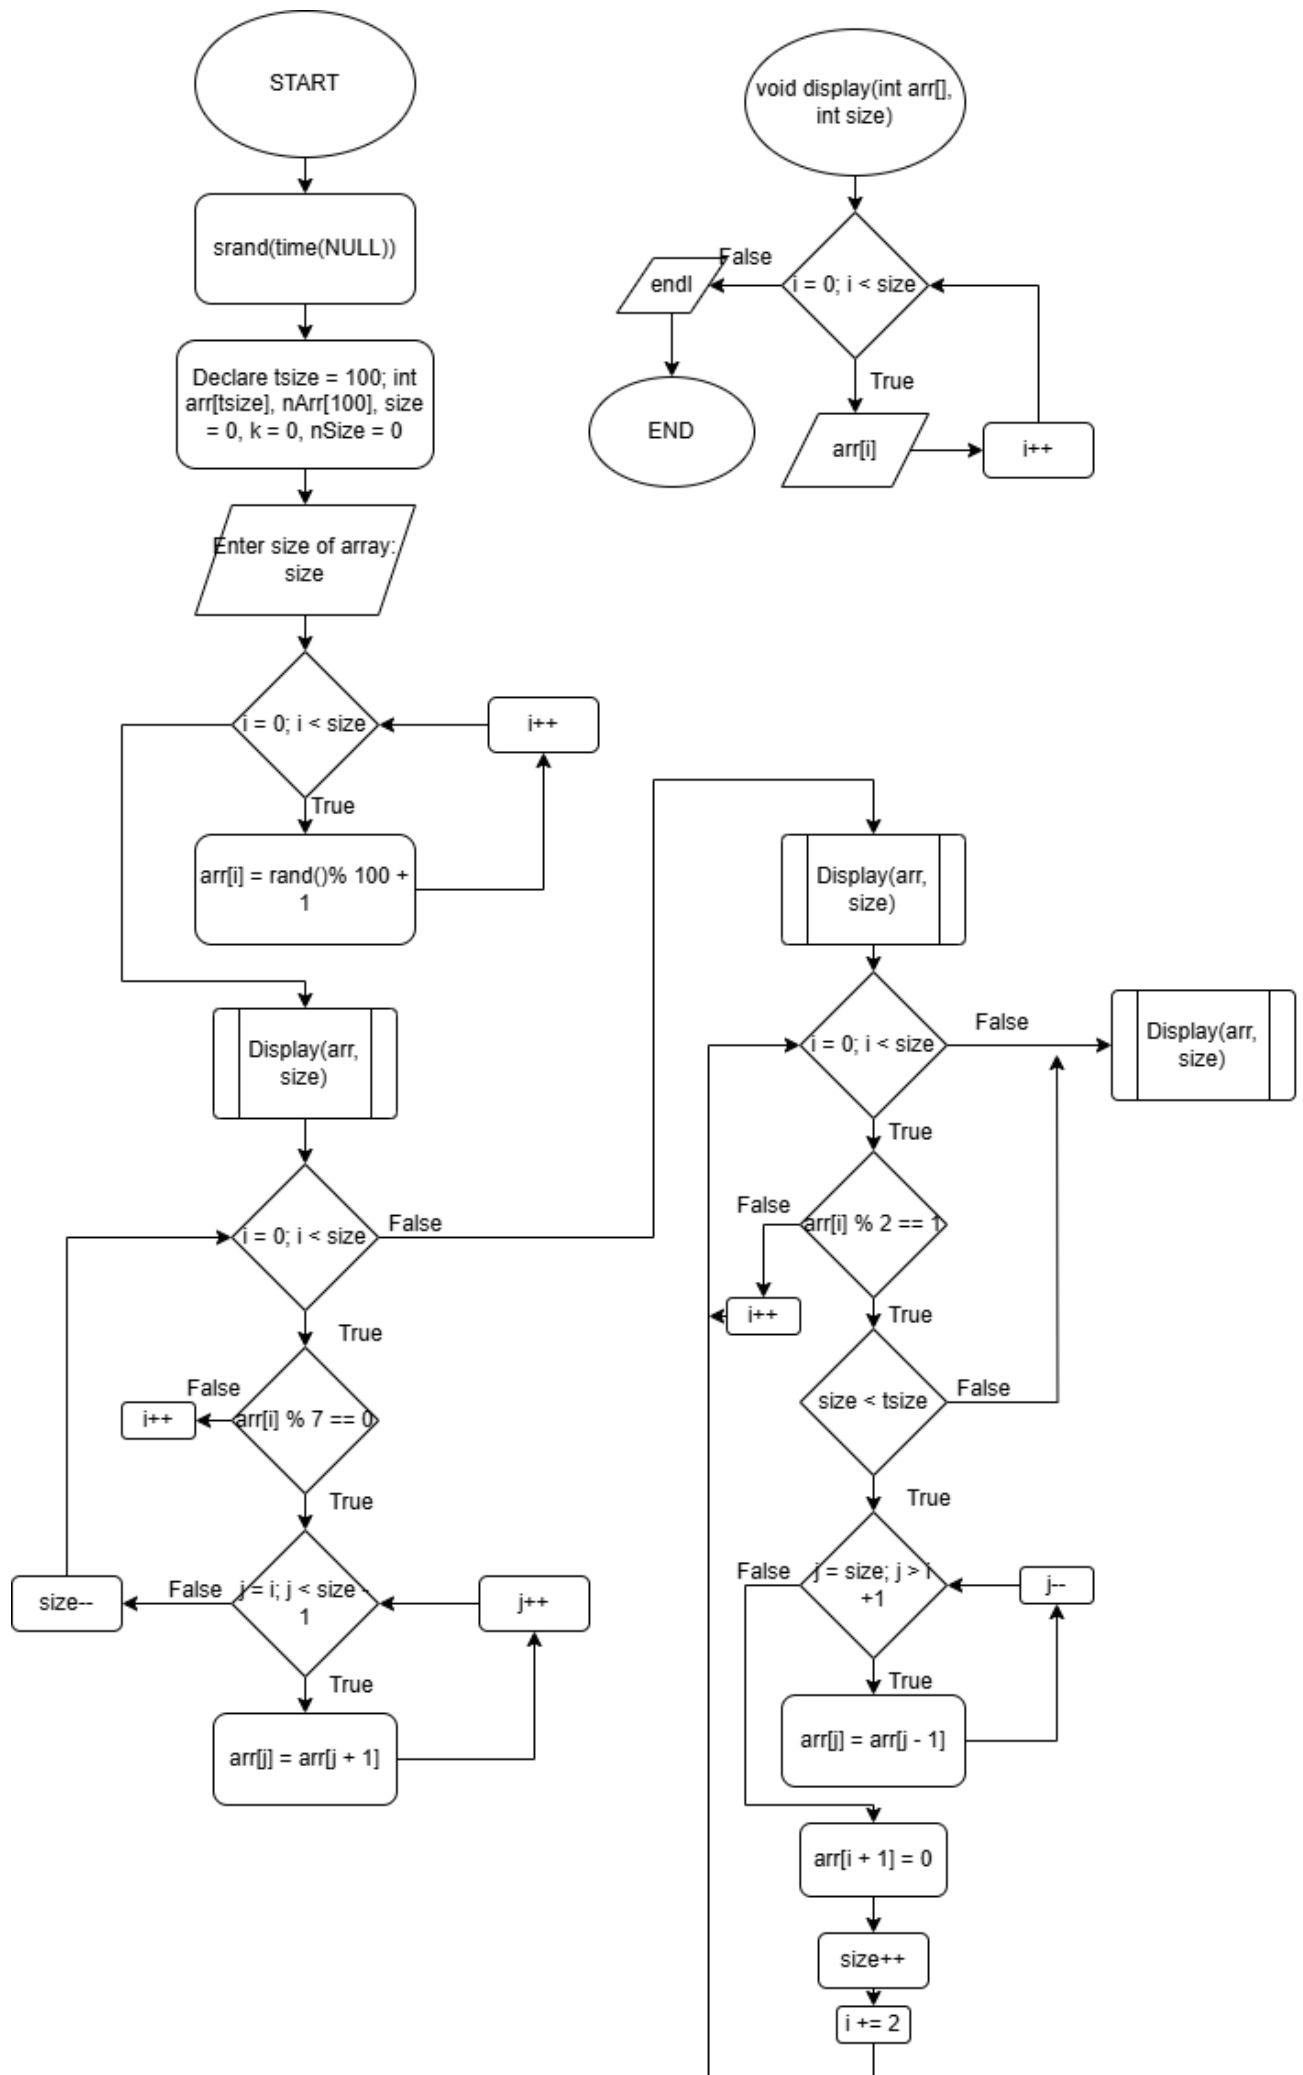 START
srand(time(NULL))
Declare tsize = 100; int
arr[tsize], nArr[100], size
= 0, k = 0, nSize = 0
Enter size of array:
size
i = 0; i < size
i++
True
arr[i] = rand()% 100 +
1
Display(arr,
size)
i = 0; i < size
False
True
False
i++
arr[i] % 7 == 0
True
size--
False
j = i; j < size -
1
j++
True
arr[j] = arr[j + 1]
void display(int arr[],
int size)
False
endl
i = 0; i < size
True
END
arr[i]
i++
Display(arr,
size)
i = 0; i < size
False
Display(arr,
size)
True
False
arr[i] % 2 == 1
i++
True
size < tsize
False
True
False
j = size; j > i
+1
j--
True
arr[j] = arr[j - 1]
arr[i + 1] = 0
size++
i += 2